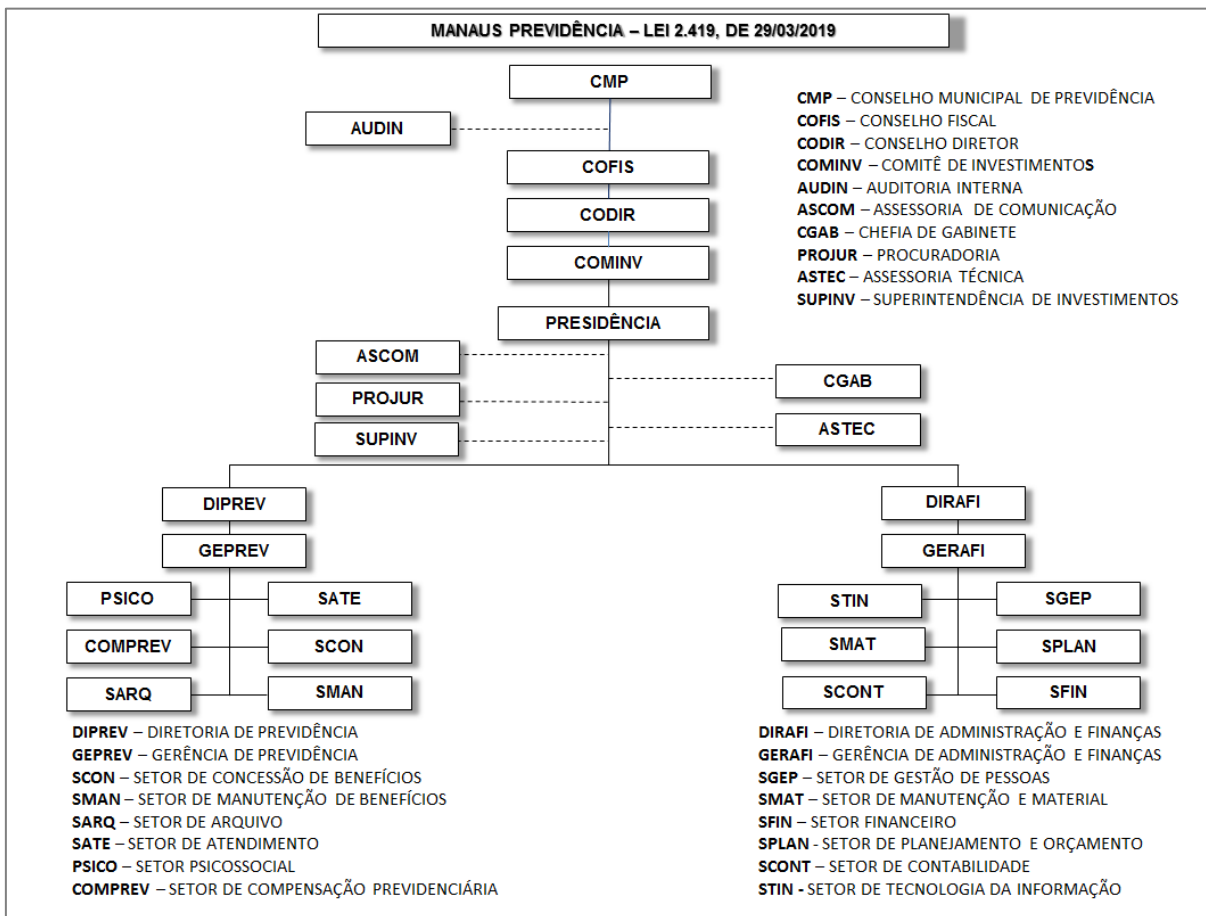 MANAUS PREVIDÊNCIA – LEI 2.419, DE 29/03/2019
CMP
AUDIN
COFIS
CODIR
COMINV
PRESIDÊNCIA
CMP – CONSELHO MUNICIPAL DE PREVIDÊNCIA
COFIS – CONSELHO FISCAL
CODIR – CONSELHO DIRETOR
COMINV – COMITÊ DE INVESTIMENTOS
AUDIN – AUDITORIA INTERNA
ASCOM – ASSESSORIA DE COMUNICAÇÃO
CGAB – CHEFIA DE GABINETE
PROJUR – PROCURADORIA
ASTEC – ASSESSORIA TÉCNICA
SUPINV – SUPERINTENDÊNCIA DE INVESTIMENTOS
ASCOM
CGAB
PROJUR
ASTEC
SUPINV
DIPREV
GEPREV
PSICO
SATE
COMPREV
SCON
SARQ
SMAN
DIRAFI
GERAFI
STIN
SGEP
SMAT
SPLAN
SCONT
SFIN
DIPREV – DIRETORIA DE PREVIDÊNCIA
GEPREV – GERÊNCIA DE PREVIDÊNCIA
SCON – SETOR DE CONCESSÃO DE BENEFÍCIOS
SMAN – SETOR DE MANUTENÇÃO DE BENEFÍCIOS
SARQ – SETOR DE ARQUIVO
SATE – SETOR DE ATENDIMENTO
PSICO – SETOR PSICOSSOCIAL
COMPREV – SETOR DE COMPENSAÇÃO PREVIDENCIÁRIA
DIRAFI – DIRETORIA DE ADMINISTRAÇÃO E FINANÇAS
GERAFI – GERÊNCIA DE ADMINISTRAÇÃO E FINANÇAS
SGEP – SETOR DE GESTÃO DE PESSOAS
SMAT – SETOR DE MANUTENÇÃO E MATERIAL
SFIN – SETOR FINANCEIRO
SPLAN - SETOR DE PLANEJAMENTO E ORÇAMENTO
SCONT – SETOR DE CONTABILIDADE
STIN - SETOR DE TECNOLOGIA DA INFORMAÇÃO